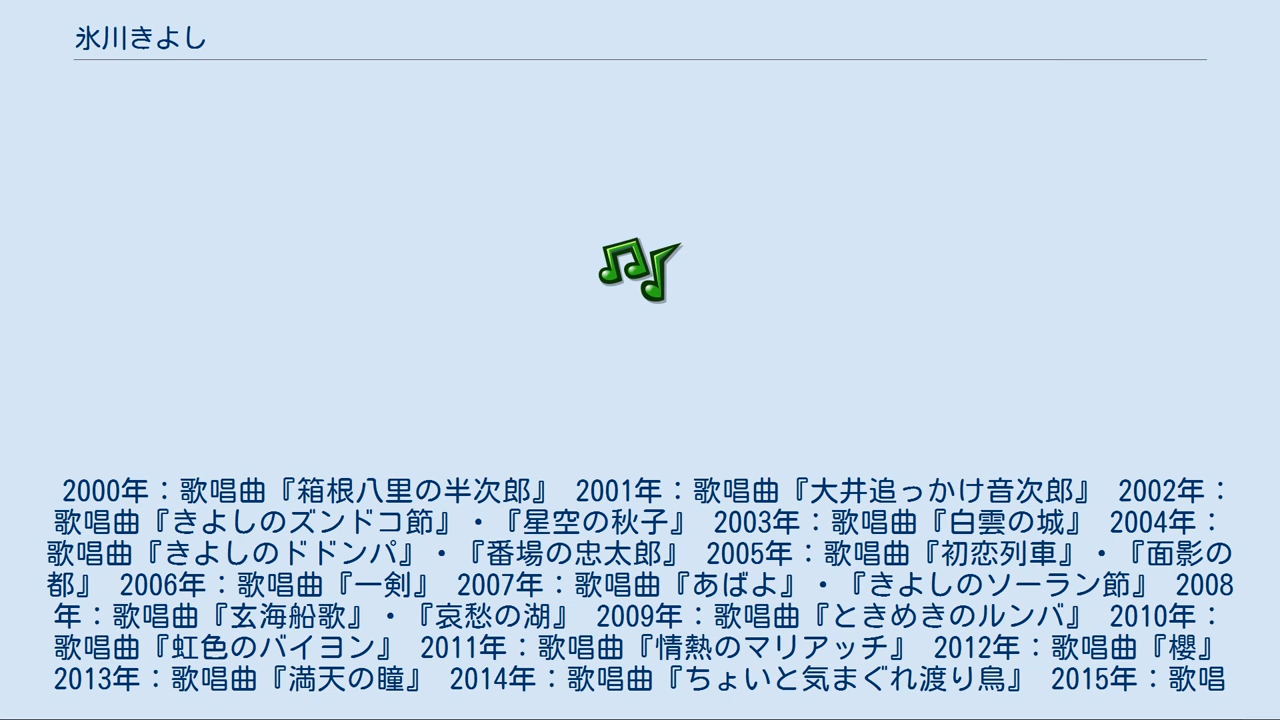 氷川きよし
2000年：歌唱曲『箱根八里の半次郎』 2001年：歌唱曲『大井追っかけ音次郎』 2002年：
歌唱曲『きよしのズンドコ節』・『星空の秋子』 2003年：歌唱曲『白雲の城』 2004年：
歌唱曲『きよしのドドンパ』・『番場の忠太郎』 2005年：歌唱曲『初恋列車』・『面影の
都』 2006年：歌唱曲『一剣』 2007年：歌唱曲『あばよ』・『きよしのソーラン節』 2008
年：歌唱曲『玄海船歌』・『哀愁の湖』 2009年：歌唱曲『ときめきのルンバ』 2010年：
歌唱曲『虹色のバイヨン』 2011年：歌唱曲『情熱のマリアッチ』 2012年：歌唱曲『櫻』
2013年：歌唱曲『満天の瞳』 2014年：歌唱曲『ちょいと気まぐれ渡り鳥』 2015年：歌唱